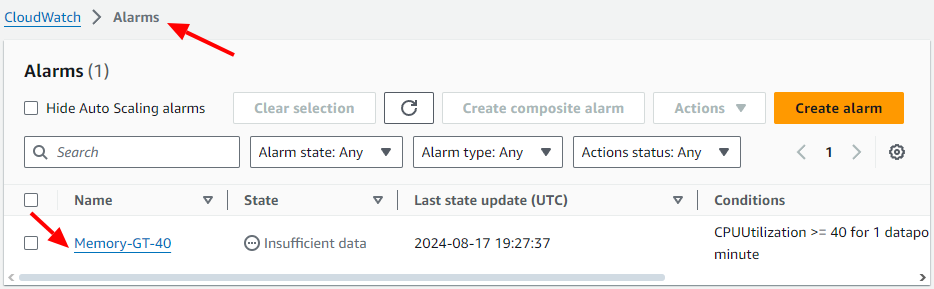 CloudWatch > Alarms
Alarms (1)
Hide Auto Scaling alarms Clear selection Create composite alarm Actions Create alarm
Search Alarm state: Any Alarm type: Any Actions status: Any 1
Name State Last state update (UTC) Conditions
Memory-GT-40 Insufficient data 2024-08-17 19:27:37 CPUUtilization >= 40 for 1 datapo
minute